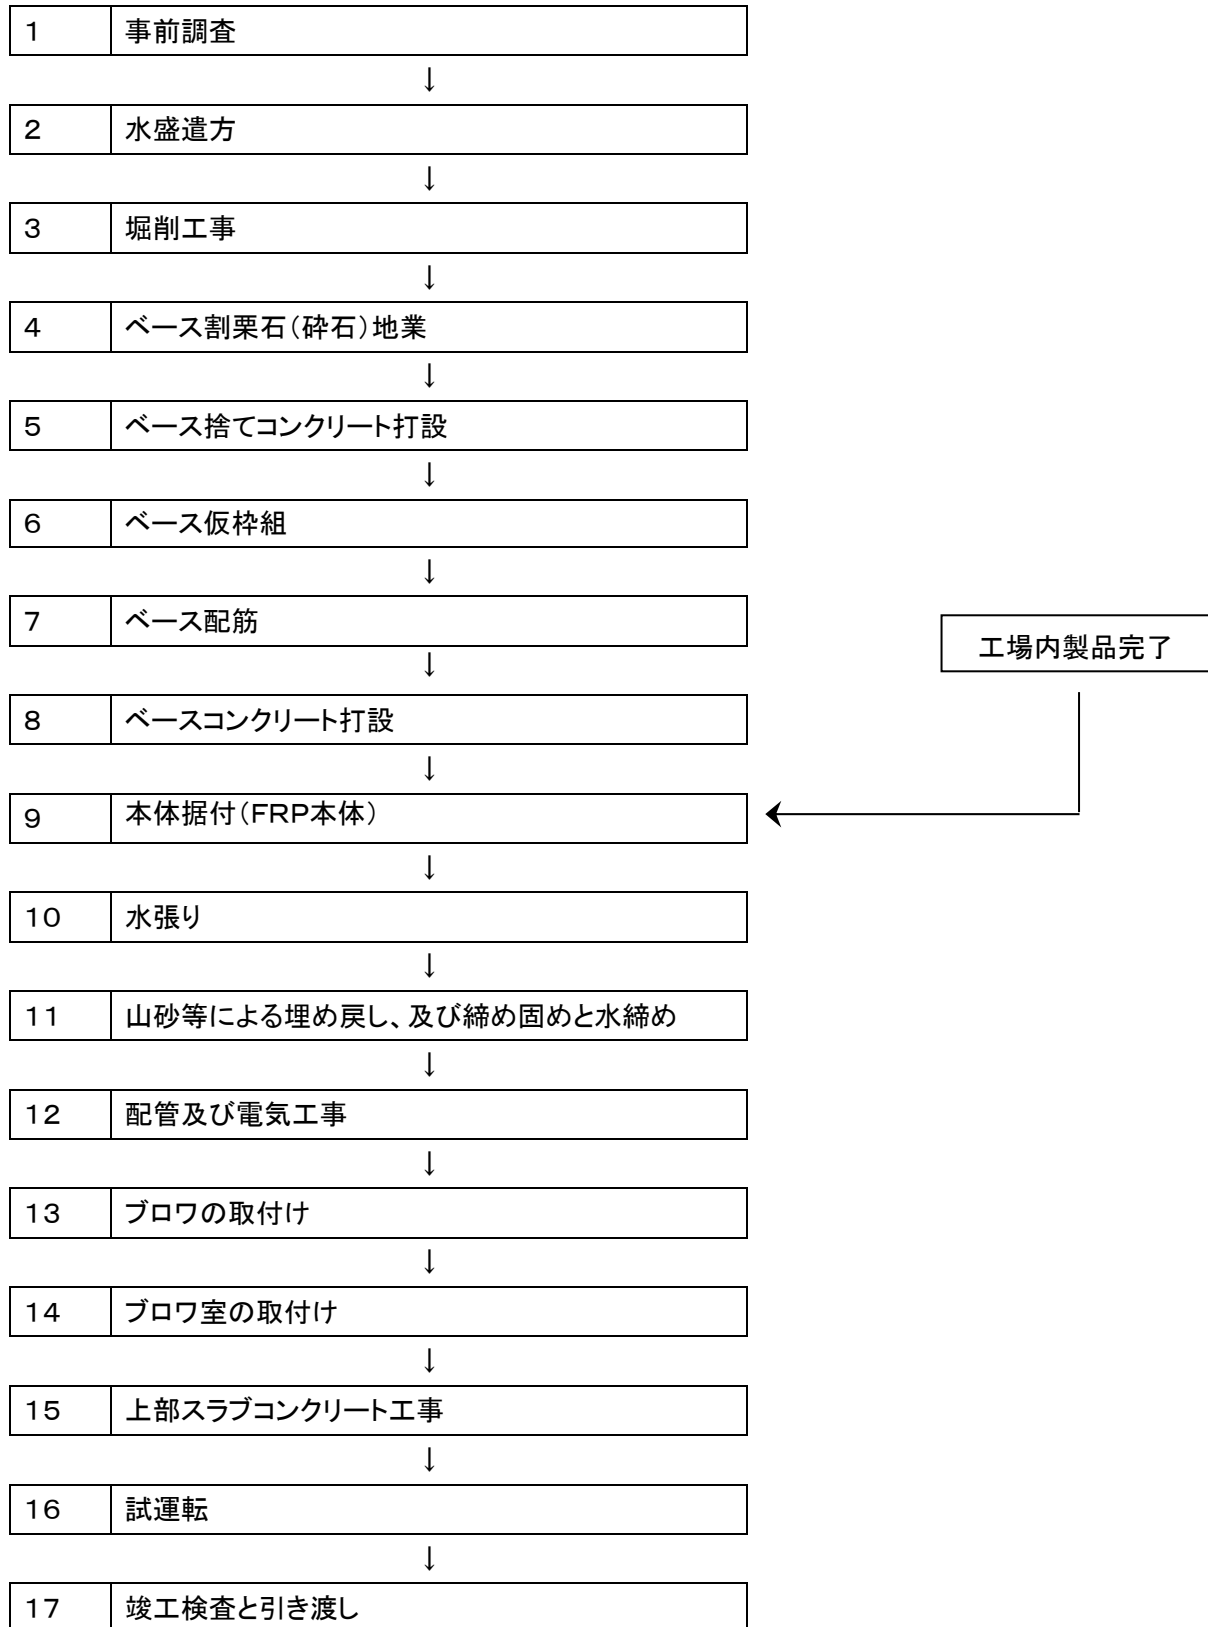 1 事前調査
↓
2 水盛遣方
↓
3 堀削工事
↓
4 ベース割栗石(砕石)地業
↓
5 ベース捨てコンクリート打設
↓
6 ベース仮枠組
↓
7 ベース配筋
工場内製品完了
↓
8 ベースコンクリート打設
↓
9 本体据付(FRP本体)
↓
10 水張り
↓
11 山砂等による埋め戻し、及び締め固めと水締め
↓
12 配管及び電気工事
↓
13 ブロワの取付け
↓
14 ブロワ室の取付け
↓
15 上部スラブコンクリート工事
↓
16 試運転
↓
17 竣工検査と引き渡し